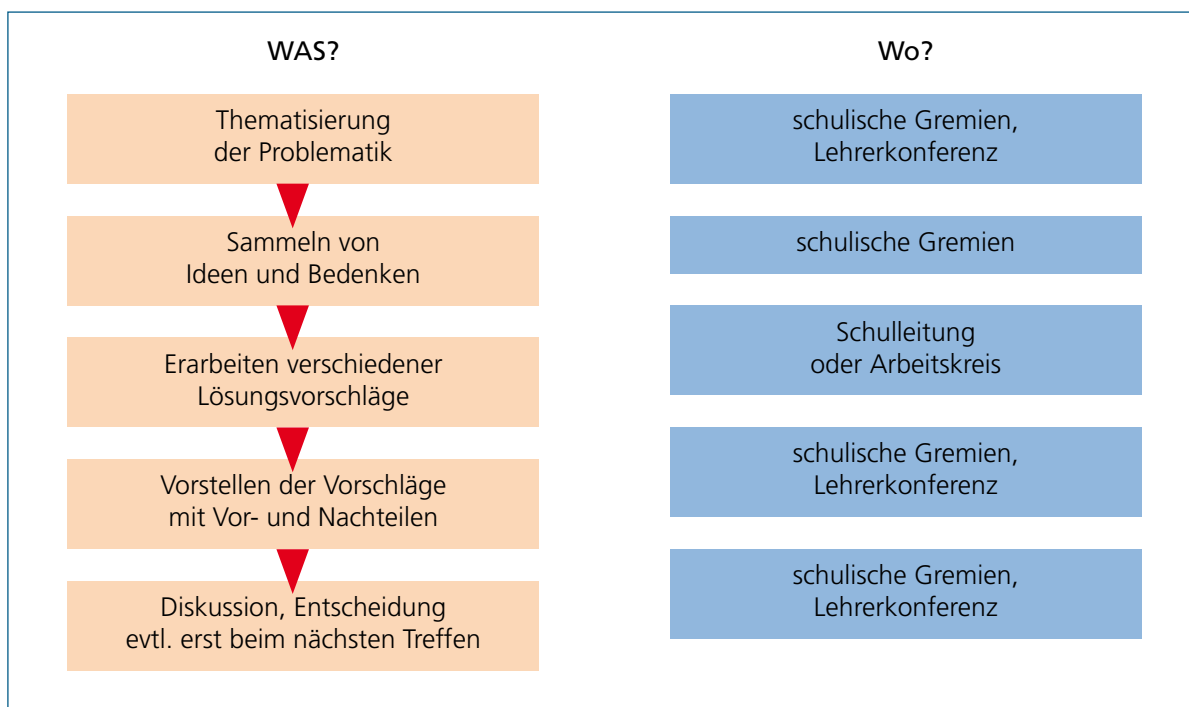 WAS?
Thematisierung
der Problematik
Sammeln von
Ideen und Bedenken
Erarbeiten verschiedener
Lösungsvorschläge
Vorstellen der Vorschläge
mit Vor- und Nachteilen
Diskussion, Entscheidung
evtl. erst beim nächsten Treffen
Wo?
schulische Gremien,
Lehrerkonferenz
schulische Gremien
Schulleitung
oder Arbeitskreis
schulische Gremien,
Lehrerkonferenz
schulische Gremien,
Lehrerkonferenz